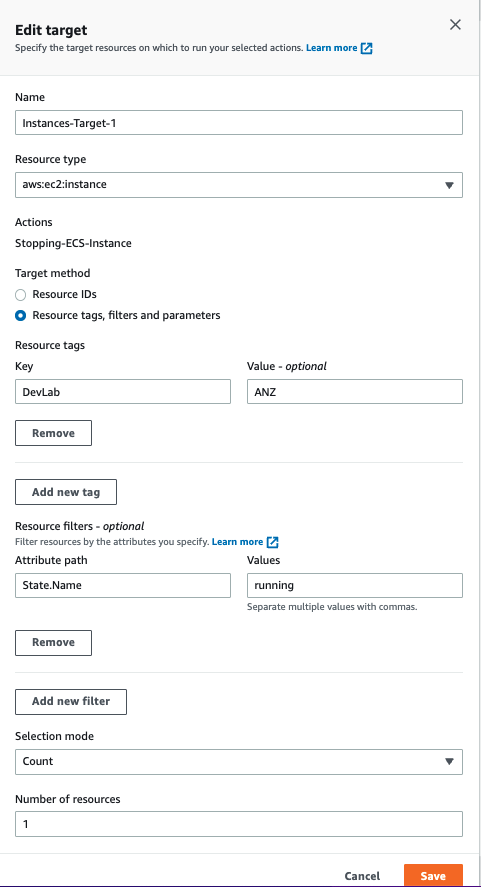 Edit target
Specify the target resources on which to run your selected actions. Learn more
Name
Instances-Target-1
Resource type
aws:ec2:instance
Actions
Stopping-ECS-Instance
Target method
Resource IDs
Resource tags, filters and parameters
Resource tags
Key
Value - optional
DevLab
ANZ
Remove
Add new tag
Resource filters - optional
Filter resources by the attributes you specify. Learn more
Attribute path
Values
State.Name
running
Separate multiple values with commas.
Remove
Add new filter
Selection mode
Count
Number of resources
1
Cancel
Save